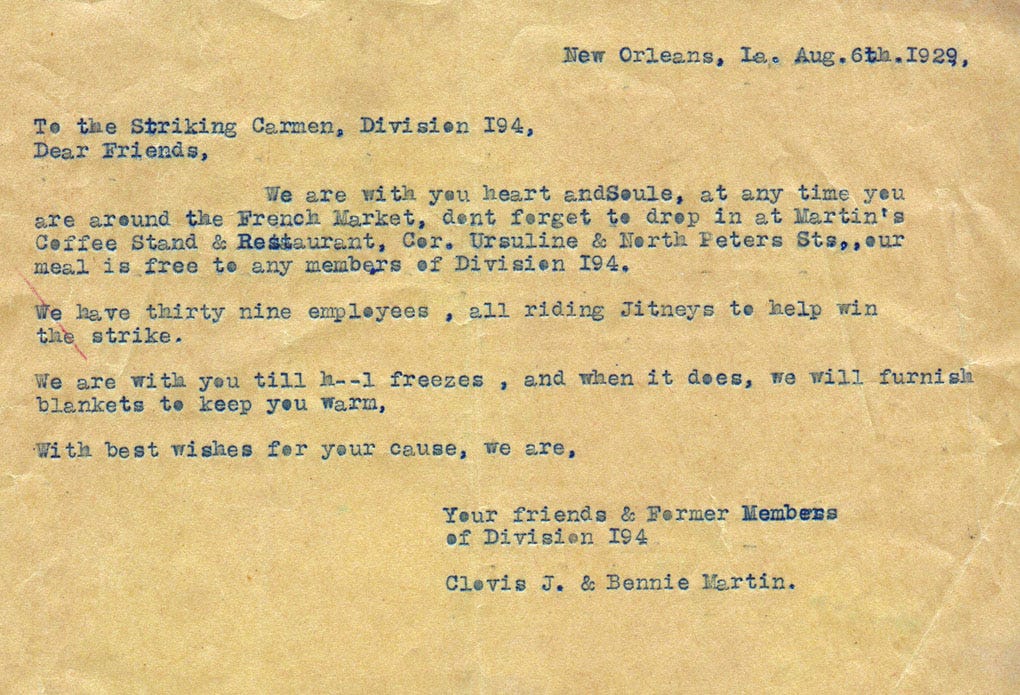 New Orleans, La. Aug.6th.I929,
To the Striking Carmen, Division I94,
Dear Friends,
We are with you heart andSoule, at any time you
are around the French Market, dont forget to drop in at Martin's
Coffee Stand & Restaurant, Cor. Ursuline & North Peters Sts,,our
meal is free to any members of Division I94.
We have thirty nine employees , all riding Jitneys to help win
the strike.
We are with you till h--l freezes , and when it does, we will furnish
blankets to keep you warm,
With best wishes for your cause, we are,
Your friends & Former Members
of Division I94
Clovis J. & Bennie Martin.